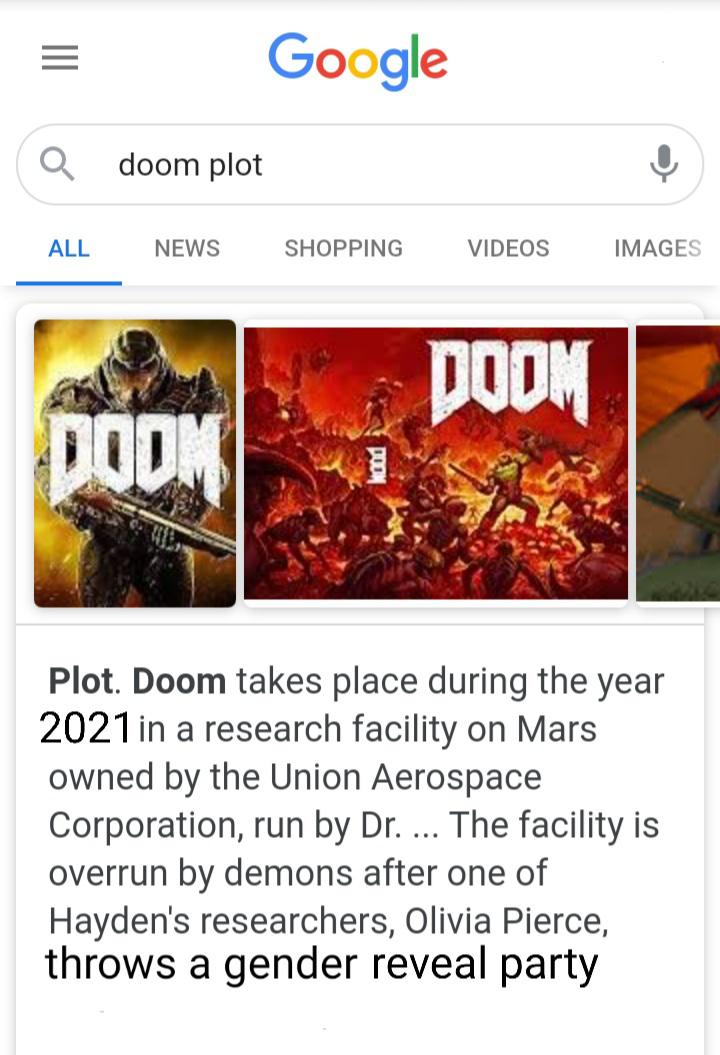 Google
doom plot
ALL NEWS SHOPPING VIDEOS IMAGES
DOOM
DOOM
Plot. Doom takes place during the year
2021 in a research facility on Mars
owned by the Union Aerospace
Corporation, run by Dr. ... The facility is
overrun by demons after one of
Hayden's researchers, Olivia Pierce,
throws a gender reveal party